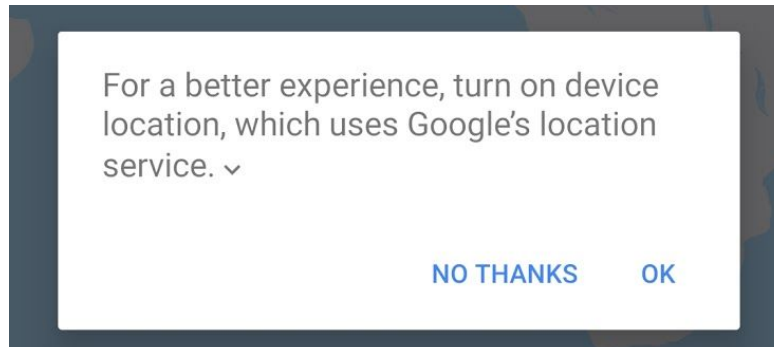 For a better experience, turn on device
location, which uses Google’s location
service.
NO THANKS OK